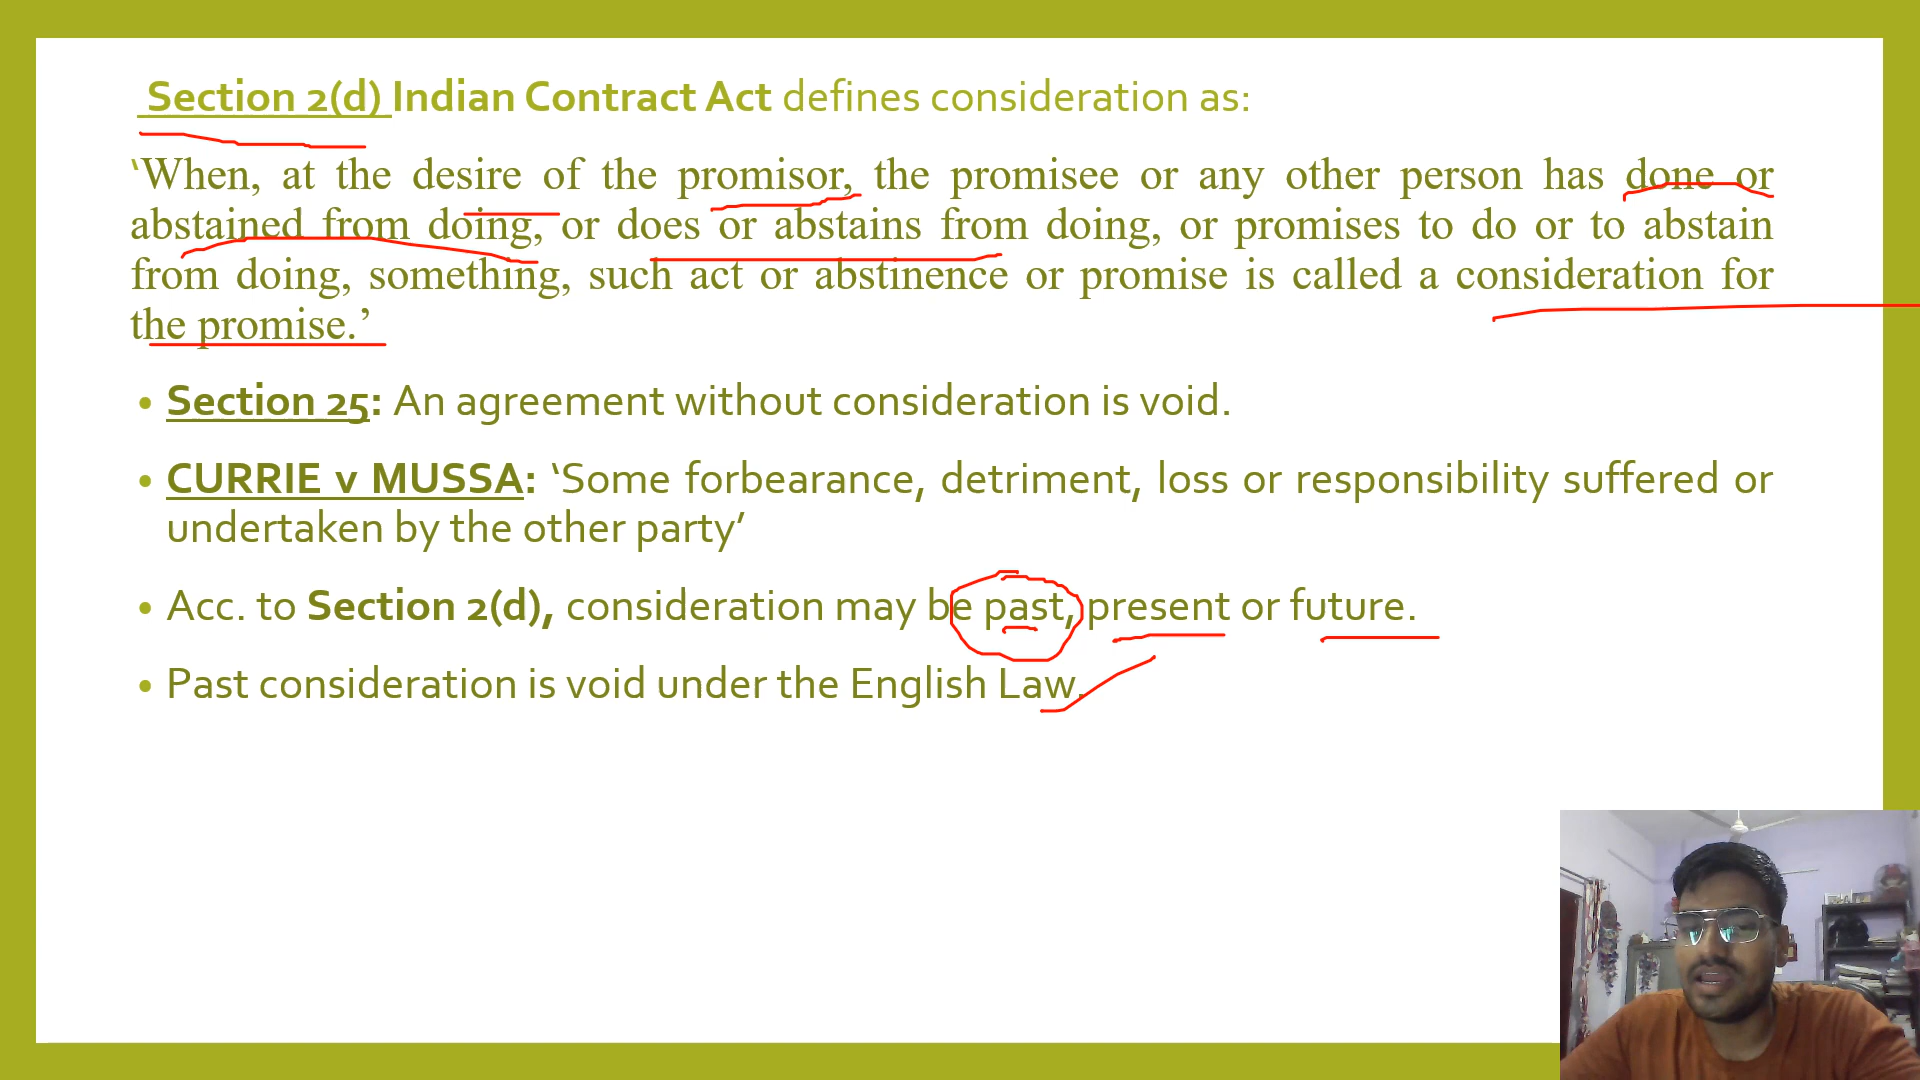 Section 2(d) Indian Contract Act defines consideration as:
‘When, at the desire of the promisor, the promisee or any other person has done or
abstained from doing, or does or abstains from doing, or promises to do or to abstain
from doing, something, such act or abstinence or promise is called a consideration for
the promise.’
• Section 25: An agreement without consideration is void.
• CURRIE v MUSSA: ‘Some forbearance, detriment, loss or responsibility suffered or
undertaken by the other party’
• Acc. to Section 2(d), consideration may be past, present or future.
• Past consideration is void under the English Law.